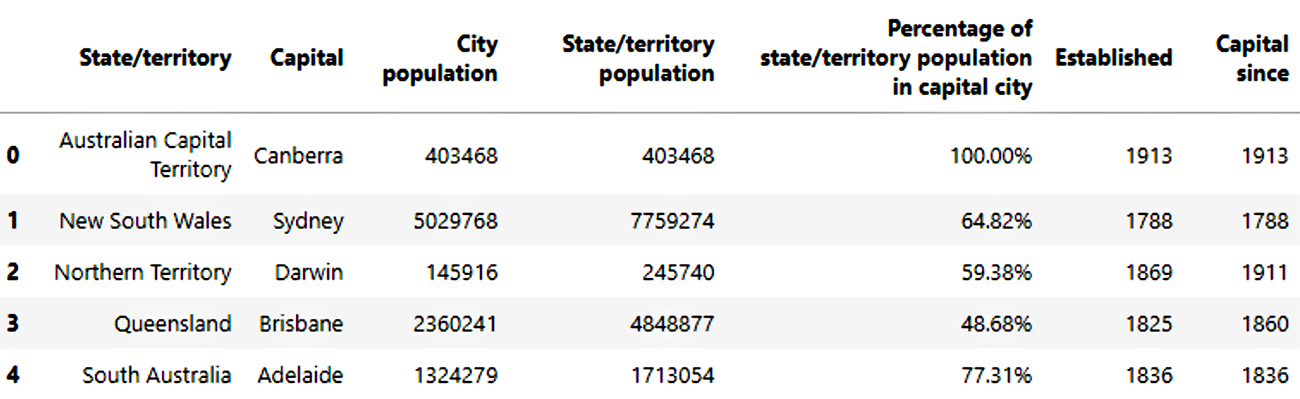 State/territory Capital City population State/territory population Percentage of state/territory population in capital city Established Capital since
0 Australian Capital Territory Canberra 403468 403468 100.00% 1913 1913
1 New South Wales Sydney 5029768 7759274 64.82% 1788 1788
2 Northern Territory Darwin 145916 245740 59.38% 1869 1911
3 Queensland Brisbane 2360241 4848877 48.68% 1825 1860
4 South Australia Adelaide 1324279 1713054 77.31% 1836 1836